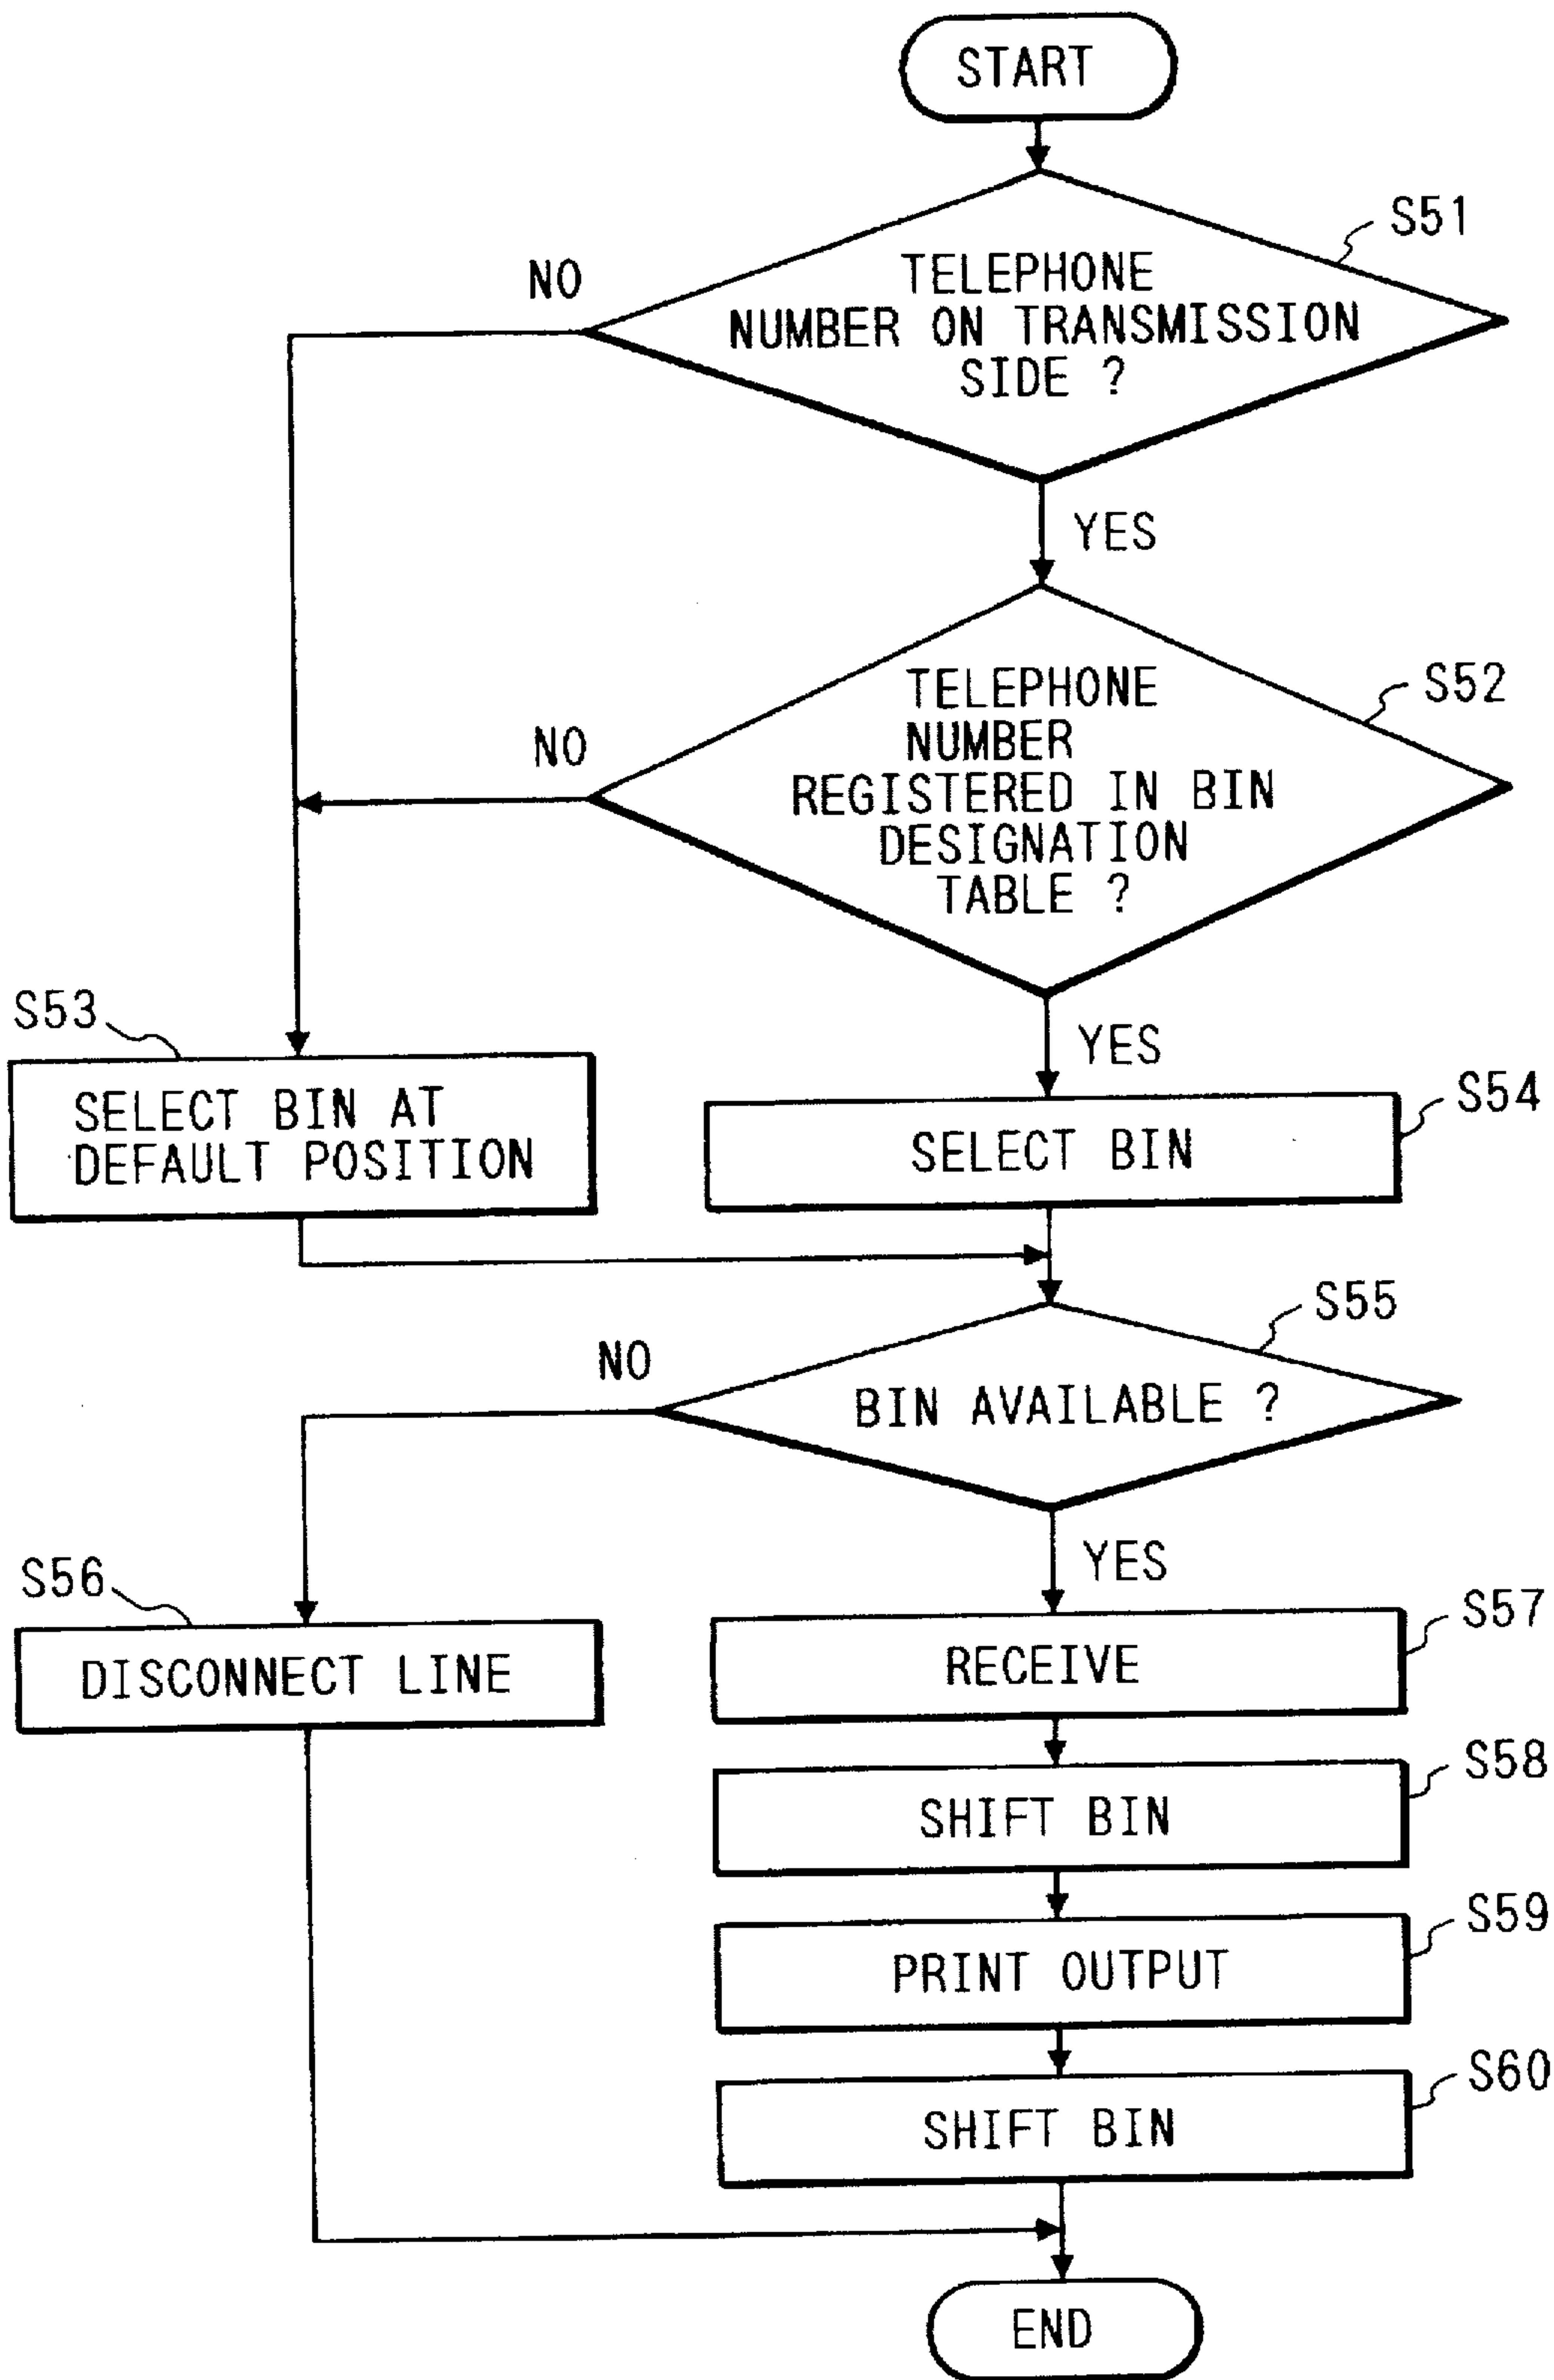 START
S51
NO
TELEPHONE
NUMBER ON TRANSMISSION
SIDE ?
YES
S52
NO
TELEPHONE
NUMBER
REGISTERED IN BIN
DESIGNATION
TABLE ?
S53
YES
SELECT BIN AT
DEFAULT POSITION
S54
SELECT BIN
S55
NO
BIN AVAILABLE ?
S56
YES
DISCONNECT LINE
S57
RECEIVE
S58
SHIFT BIN
S59
PRINT OUTPUT
S60
SHIFT BIN
END